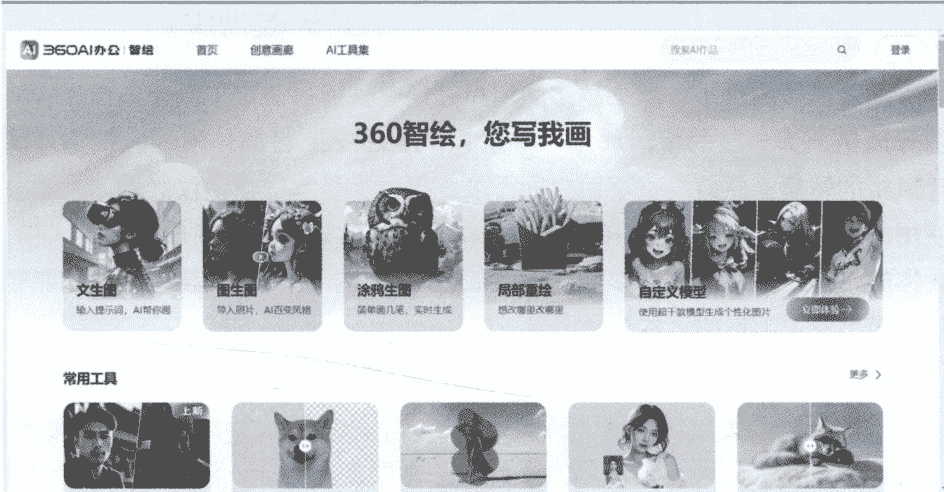 360AI办公 | 智绘 首页 创意画廊 AI工具集 搜索AI作品 登录
360智绘，您写我画
文生图 图生图 涂鸦生图 局部重绘 自定义模型
输入提示词，AI帮你画 导入照片，AI百变风格 简单画几笔，实时生成 想改哪里改哪里 使用超千款模型生成个性化图片 立即体验
常用工具 更多
上新